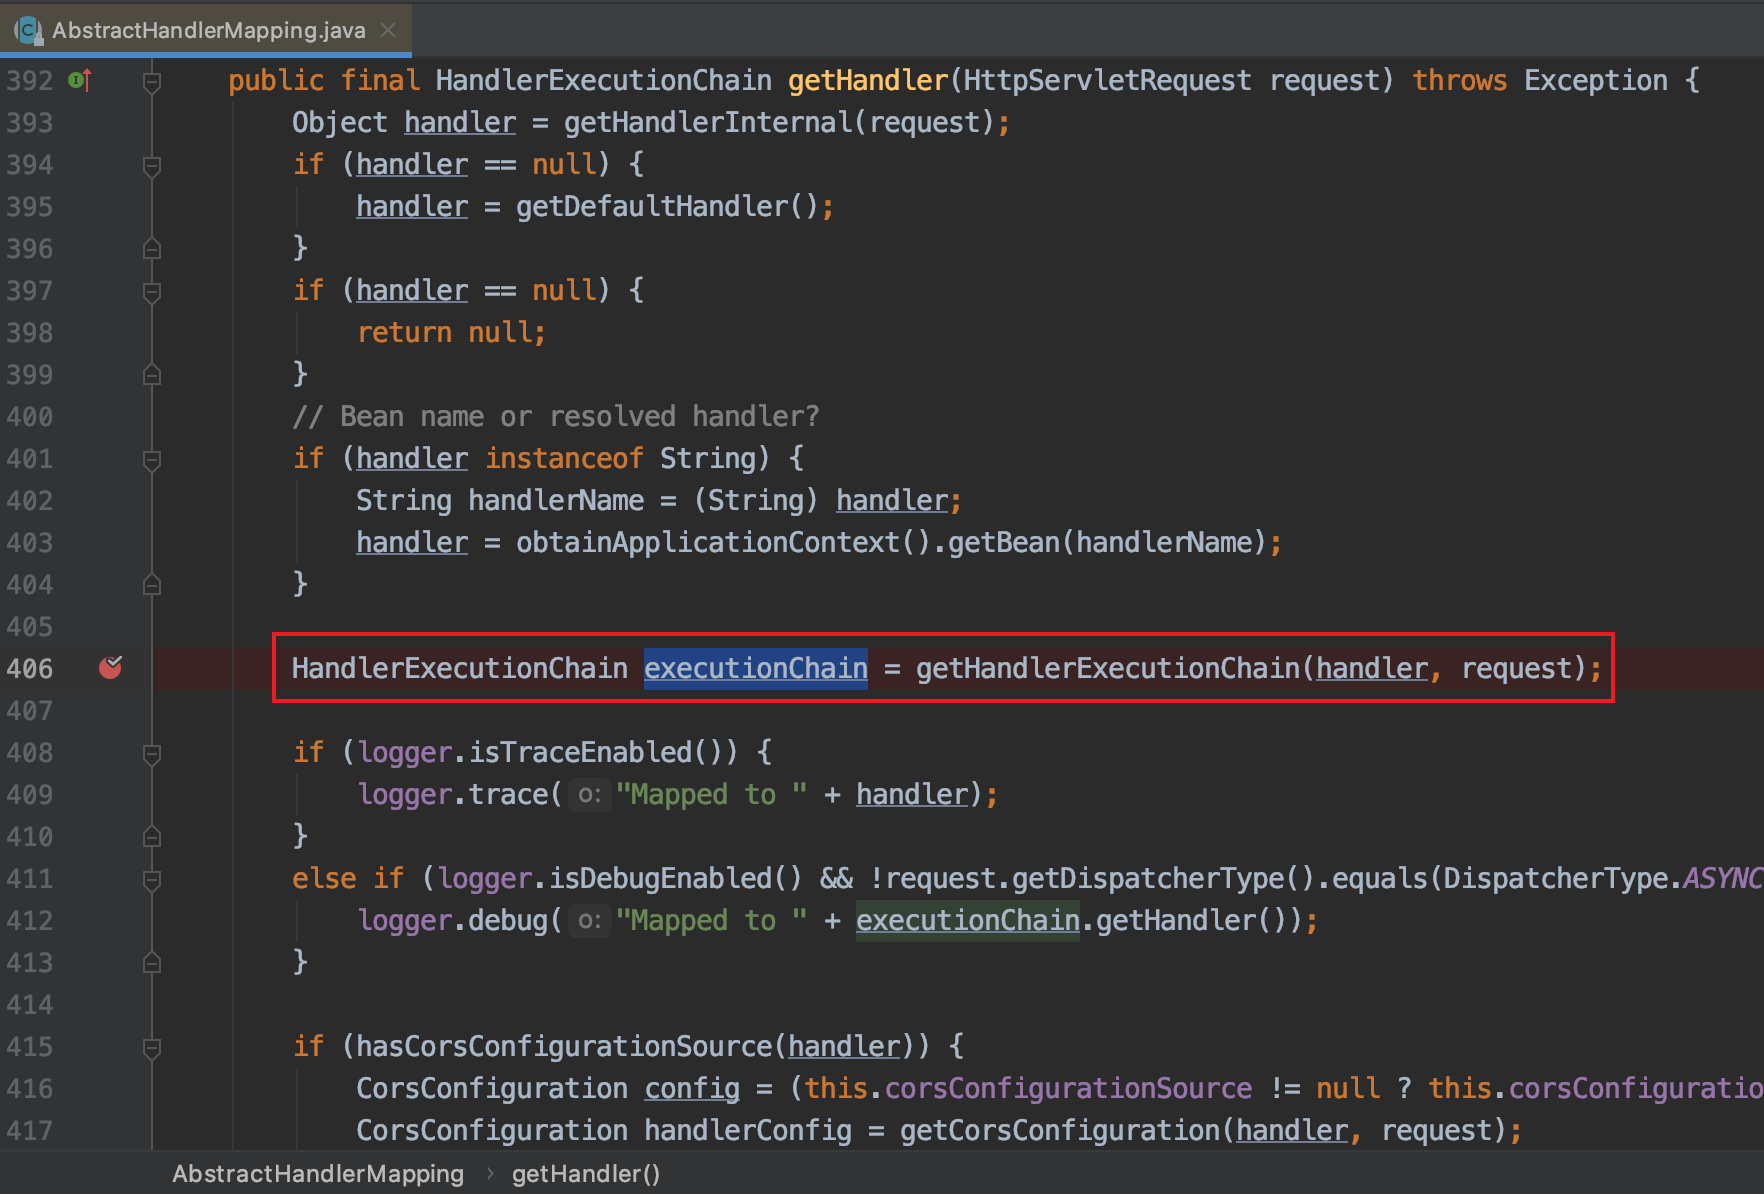 AbstractHandlerMapping.java
392 public final HandlerExecutionChain getHandler(HttpServletRequest request) throws Exception {
393 Object handler = getHandlerInternal(request);
394 if (handler == null) {
395 handler = getDefaultHandler();
396 }
397 if (handler == null) {
398 return null;
399 }
400 // Bean name or resolved handler?
401 if (handler instanceof String) {
402 String handlerName = (String) handler;
403 handler = obtainApplicationContext().getBean(handlerName);
404 }
405
406 HandlerExecutionChain executionChain = getHandlerExecutionChain(handler, request);
407
408 if (logger.isTraceEnabled()) {
409 logger.trace( o: "Mapped to " + handler);
410 }
411 else if (logger.isDebugEnabled() && !request.getDispatcherType().equals(DispatcherType.ASYNC
412 logger.debug( o: "Mapped to " + executionChain.getHandler());
413 }
414
415 if (hasCorsConfigurationSource(handler)) {
416 CorsConfiguration config = (this.corsConfigurationSource != null ? this.corsConfiguratio
417 CorsConfiguration handlerConfig = getCorsConfiguration(handler, request);
AbstractHandlerMapping › getHandler()